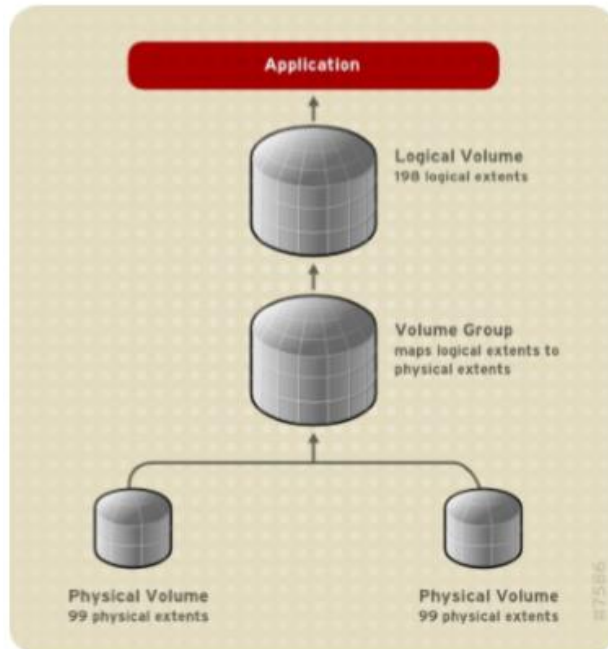 Application
Logical Volume
198 logical extents
Volume Group
maps logical extents to
physical extents
Physical Volume
99 physical extents
Physical Volume
99 physical extents
#7586